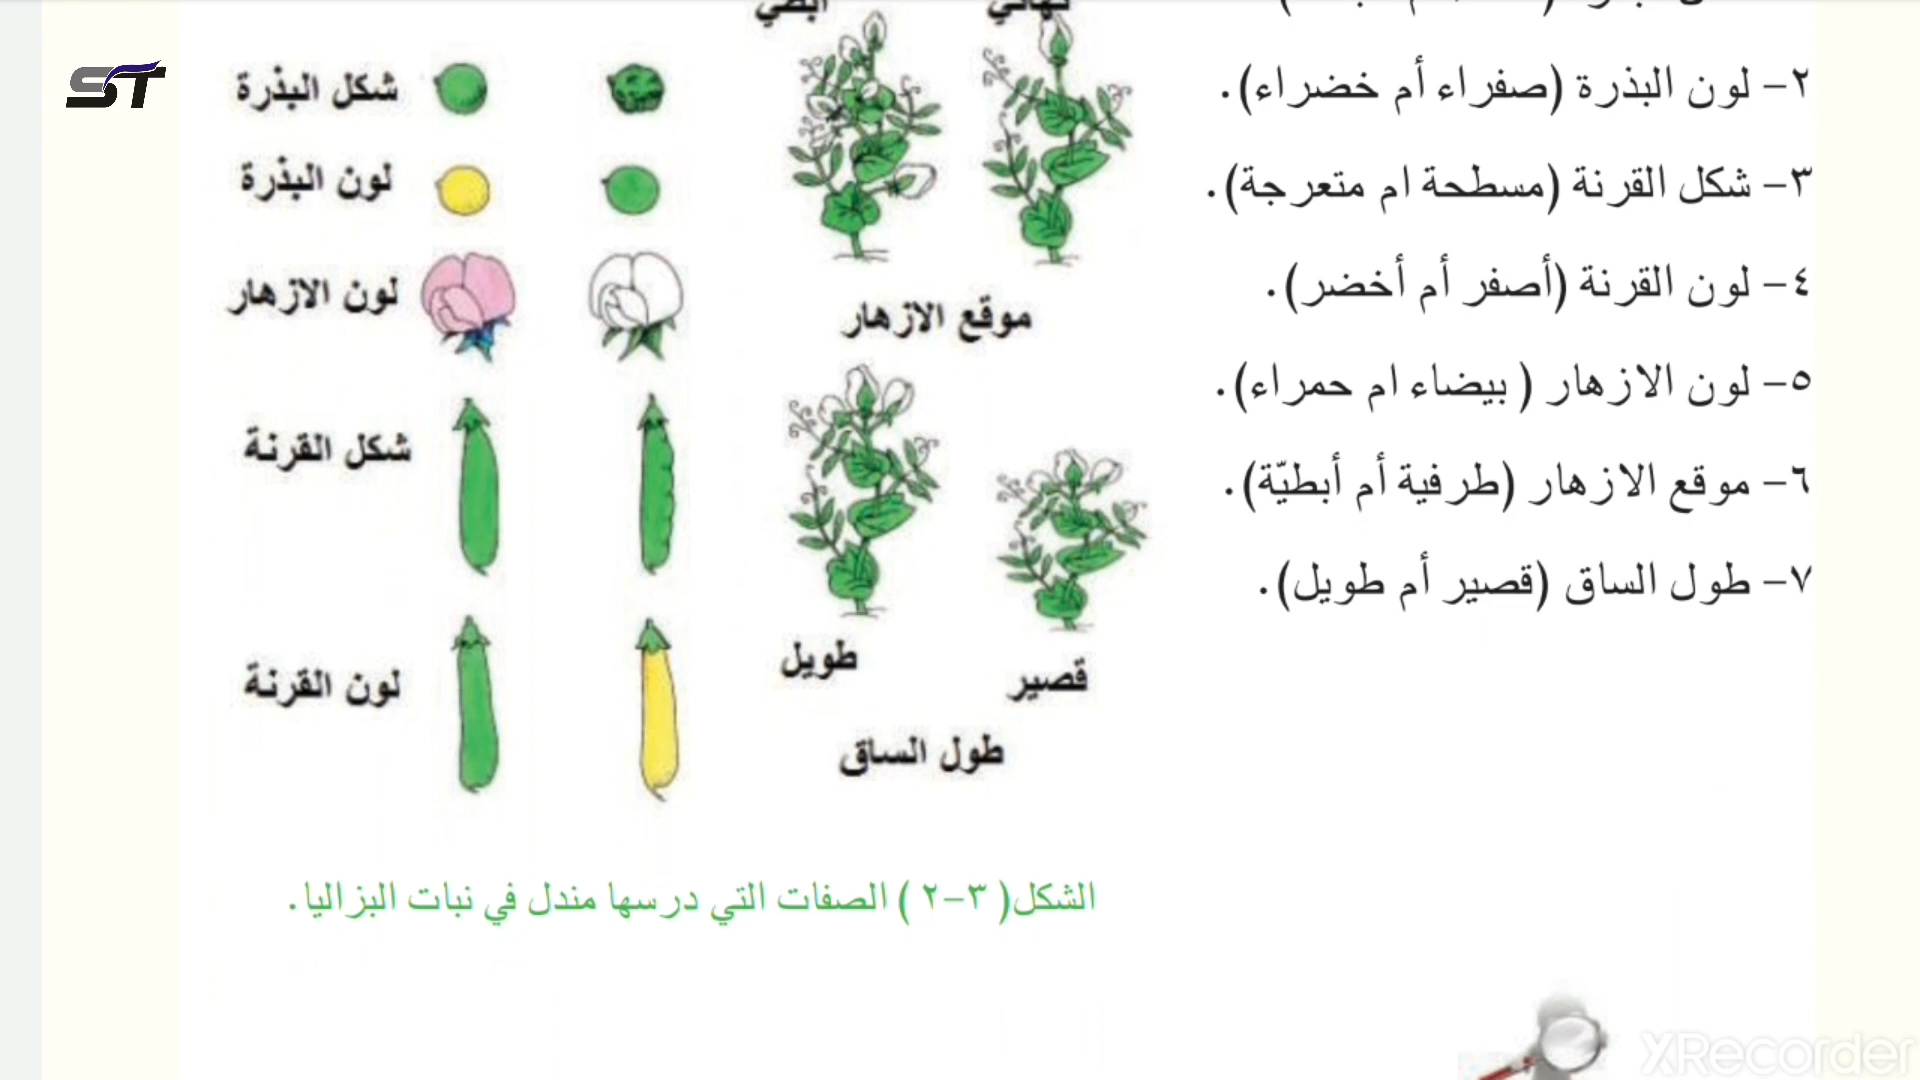 ٢- لون البذرة (صفراء أم خضراء).
٣- شكل القرنة (مسطحة ام متعرجة).
٤- لون القرنة (أصفر أم أخضر).
٥- لون الازهار ( بيضاء ام حمراء).
٦- موقع الازهار (طرفية أم أبطيّة).
٧- طول الساق (قصير أم طويل).
نهائي
ابطي
موقع الازهار
قصير
طويل
طول الساق
شكل البذرة
لون البذرة
لون الازهار
شكل القرنة
لون القرنة
الشكل( ٣-٢ ) الصفات التي درسها مندل في نبات البزاليا.
ST
XRecorder